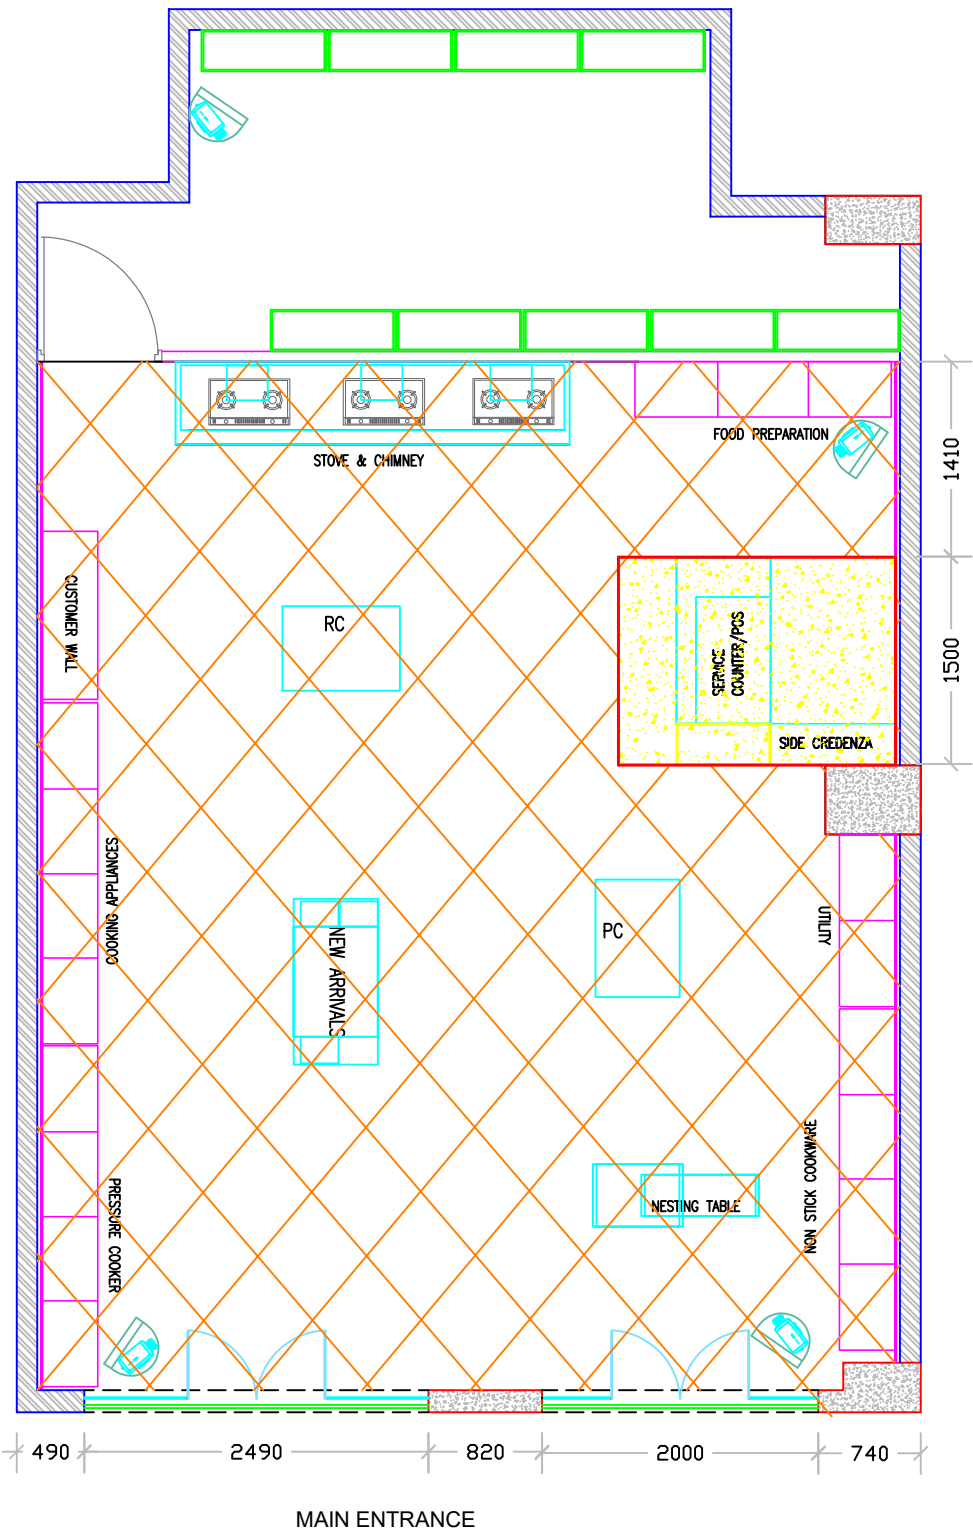 FOOD PREPARATION
STOVE & CHIMNEY
1410
CUSTOMER WALL
RC
SERVICE
COUNTER/POS
1500
SIDE CREDENZA
COOKING APPLIANCES
NEW ARRIVALS
PC
UTILITY
PRESSURE COOKER
NESTING TABLE
NON STICK COOKWARE
490
2490
820
2000
740
MAIN ENTRANCE